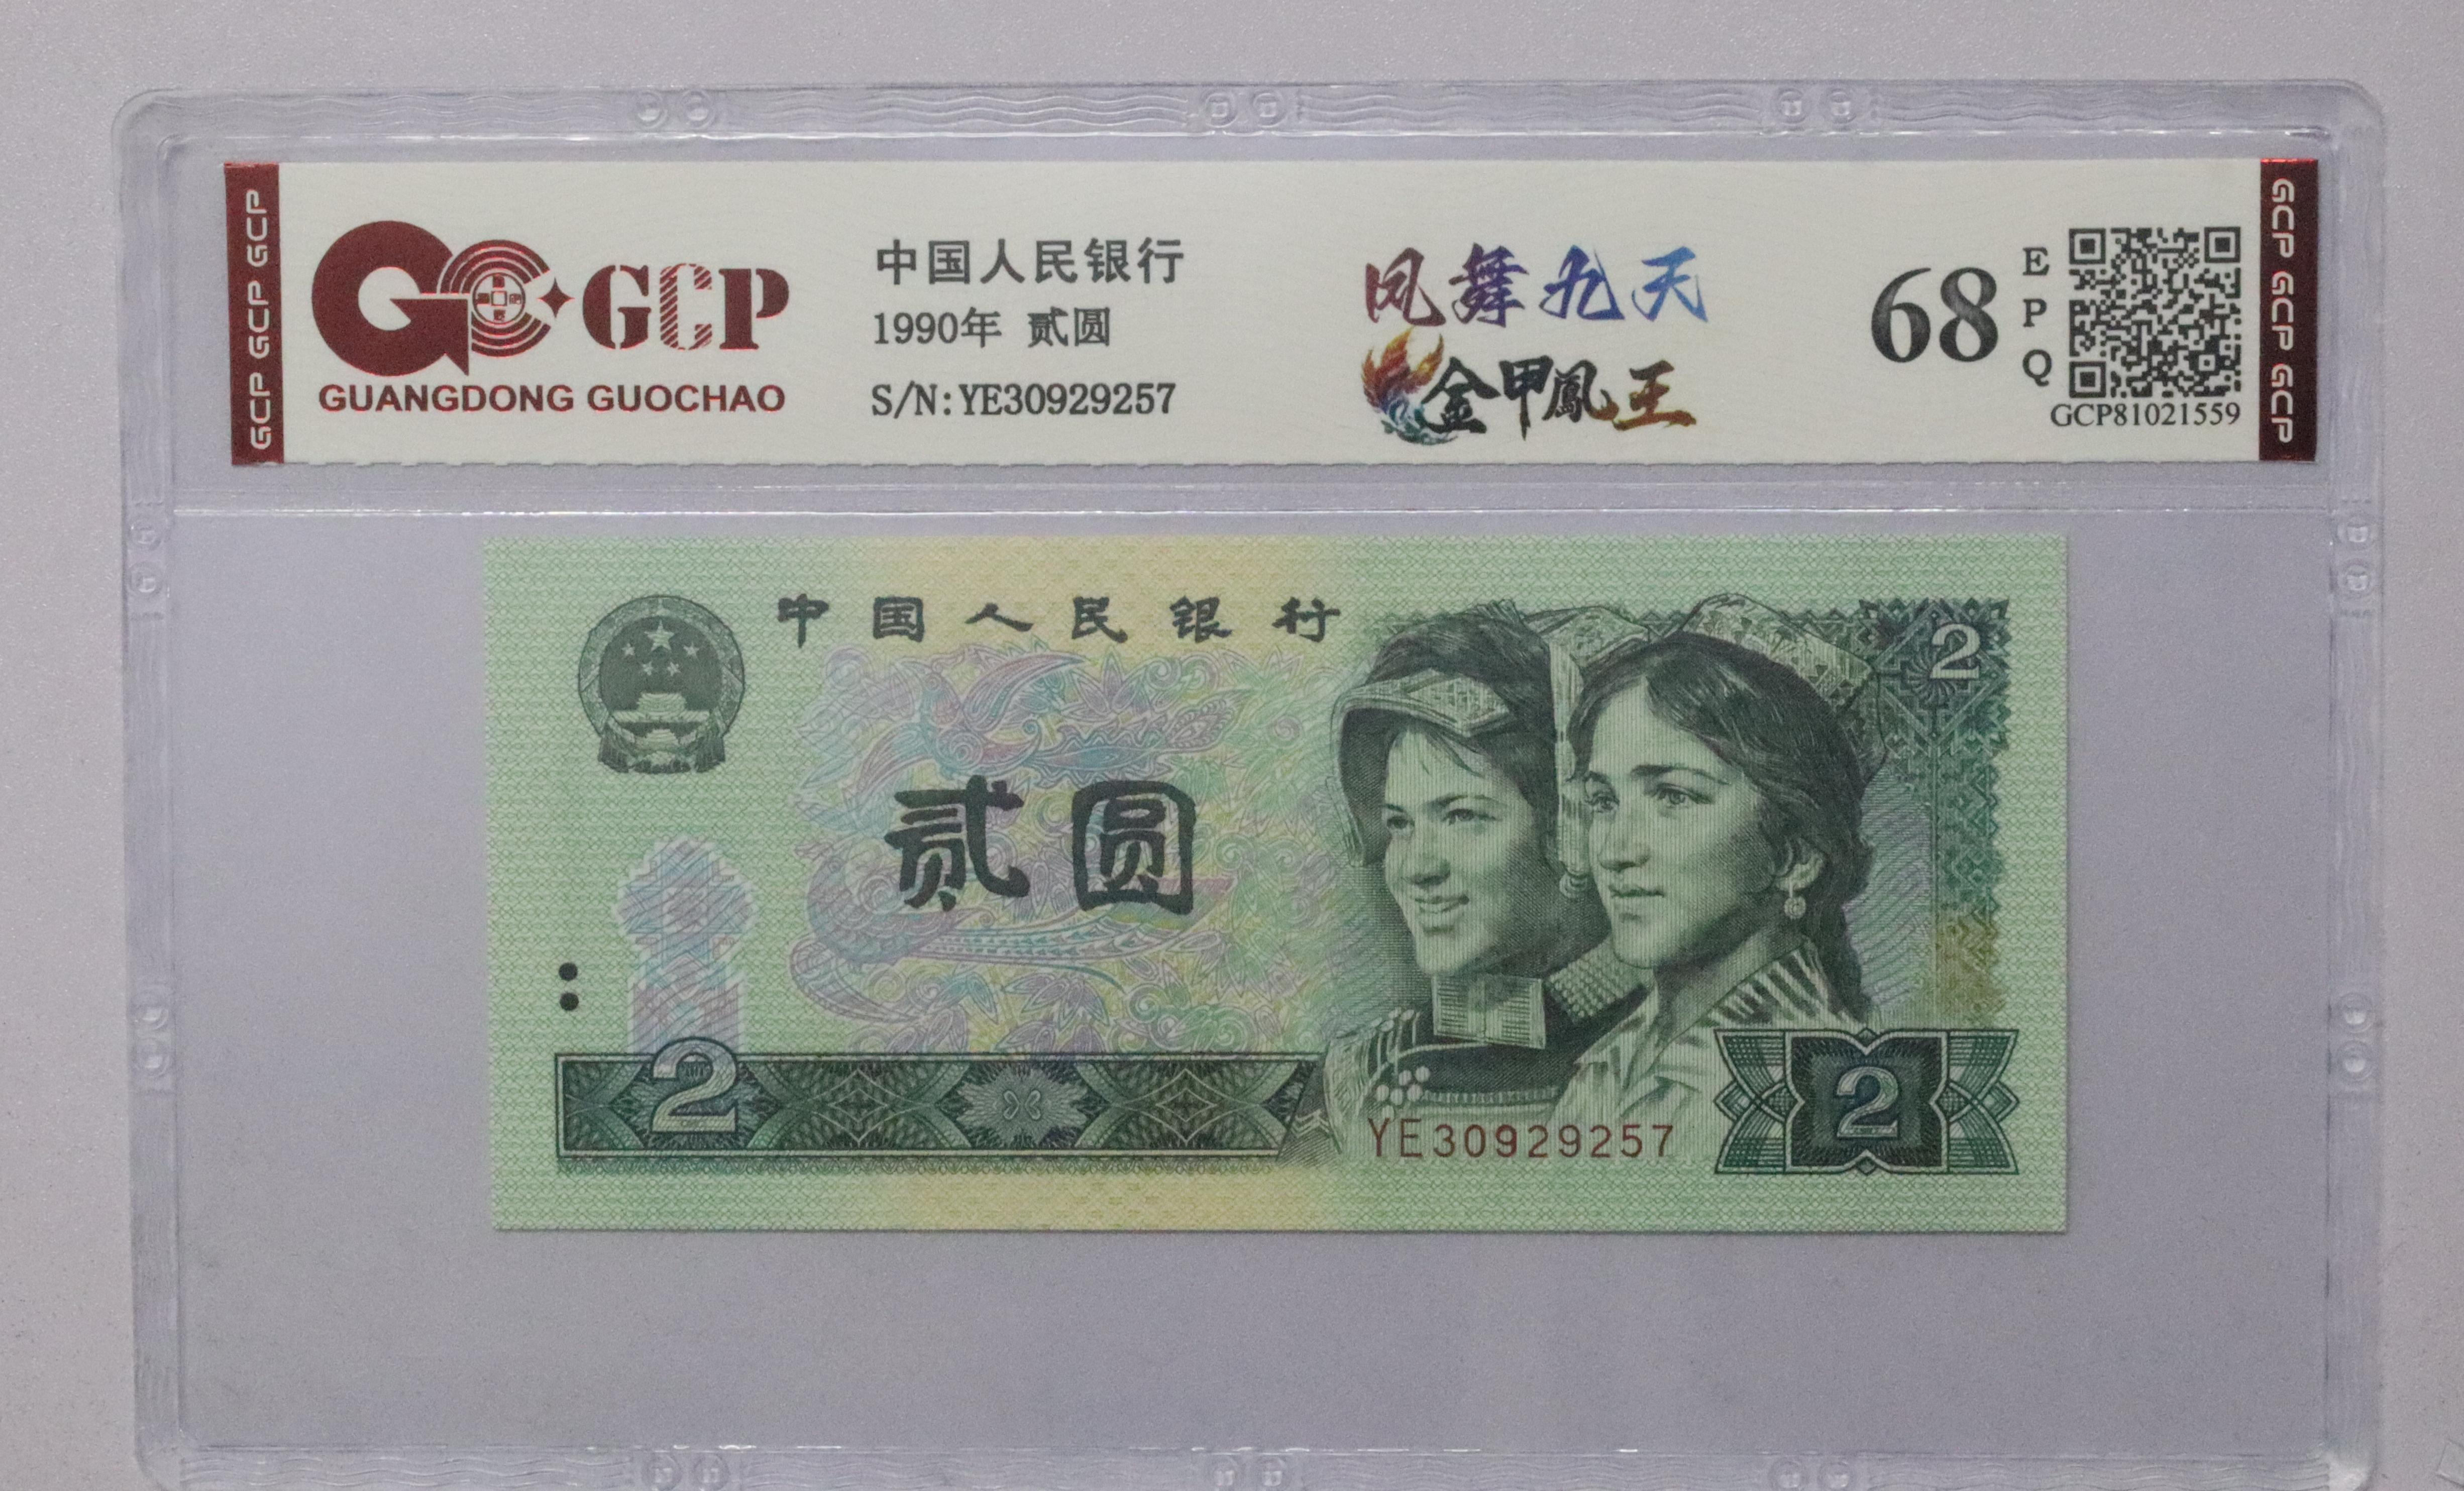 GCP GCP GCP
GCP
GUANGDONG GUOCHAO
中国人民银行
1990年 贰圆
S/N:YE30929257
凤舞九天
金甲鳳王
68
E
P
Q
GCP81021559
GCP GCP GCP
中国人民银行
2
贰圆
2
YE30929257
2